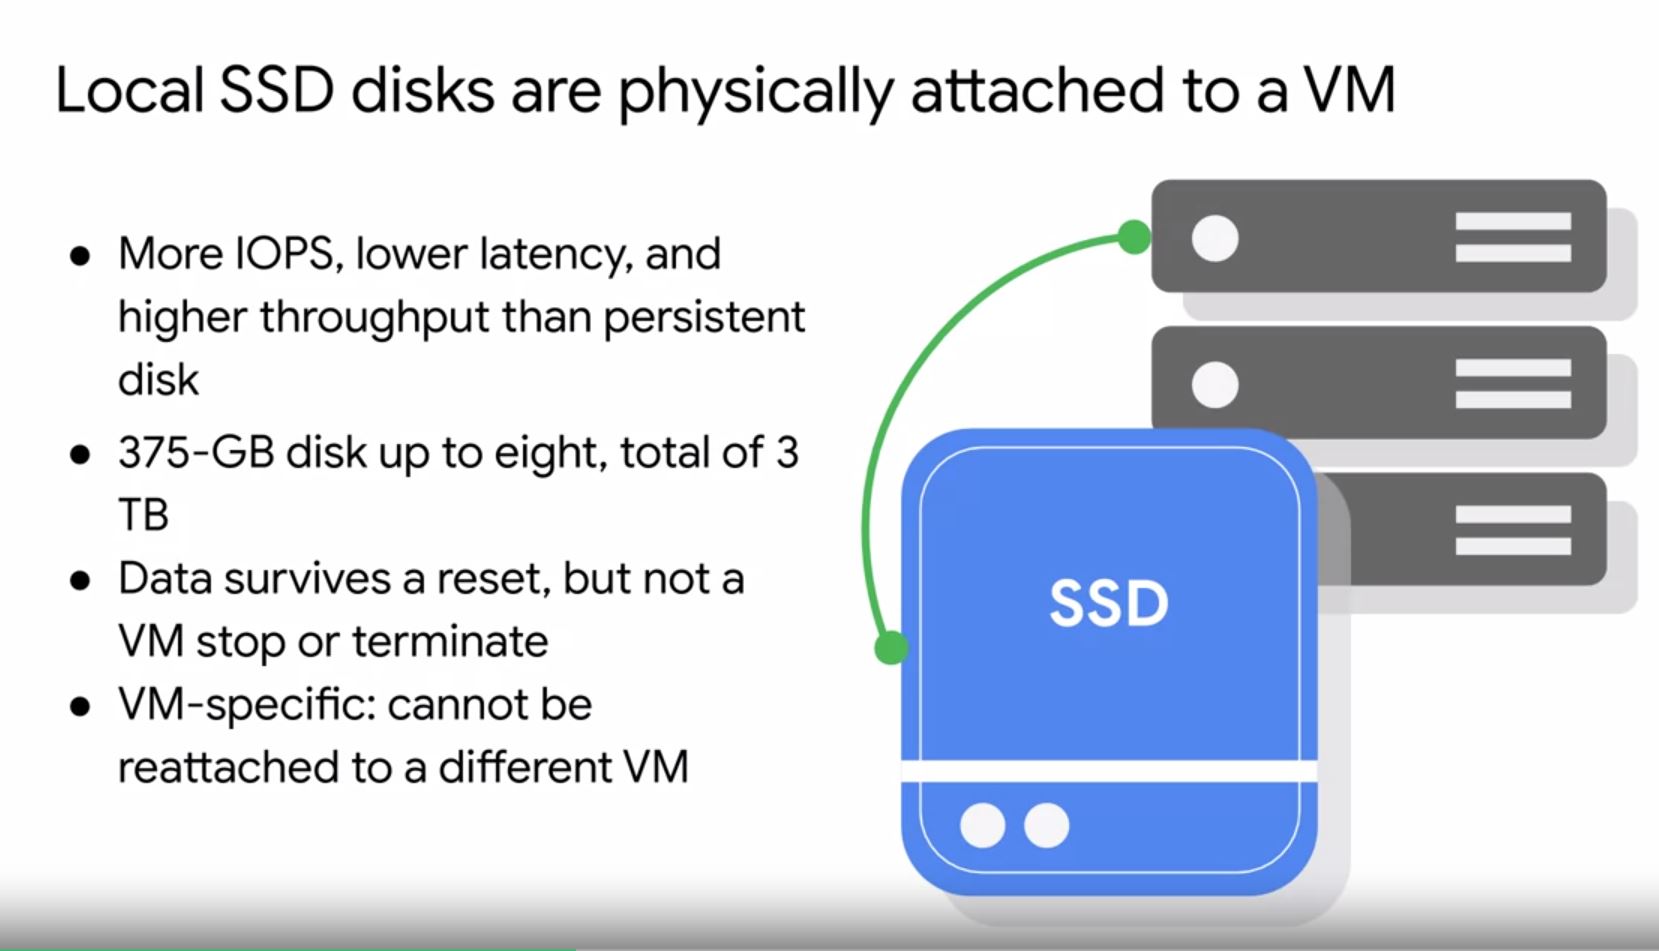 Local SSD disks are physically attached to a VM
● More IOPS, lower latency, and
higher throughput than persistent
disk
● 375-GB disk up to eight, total of 3
TB
● Data survives a reset, but not a
VM stop or terminate
● VM-specific: cannot be
reattached to a different VM
SSD